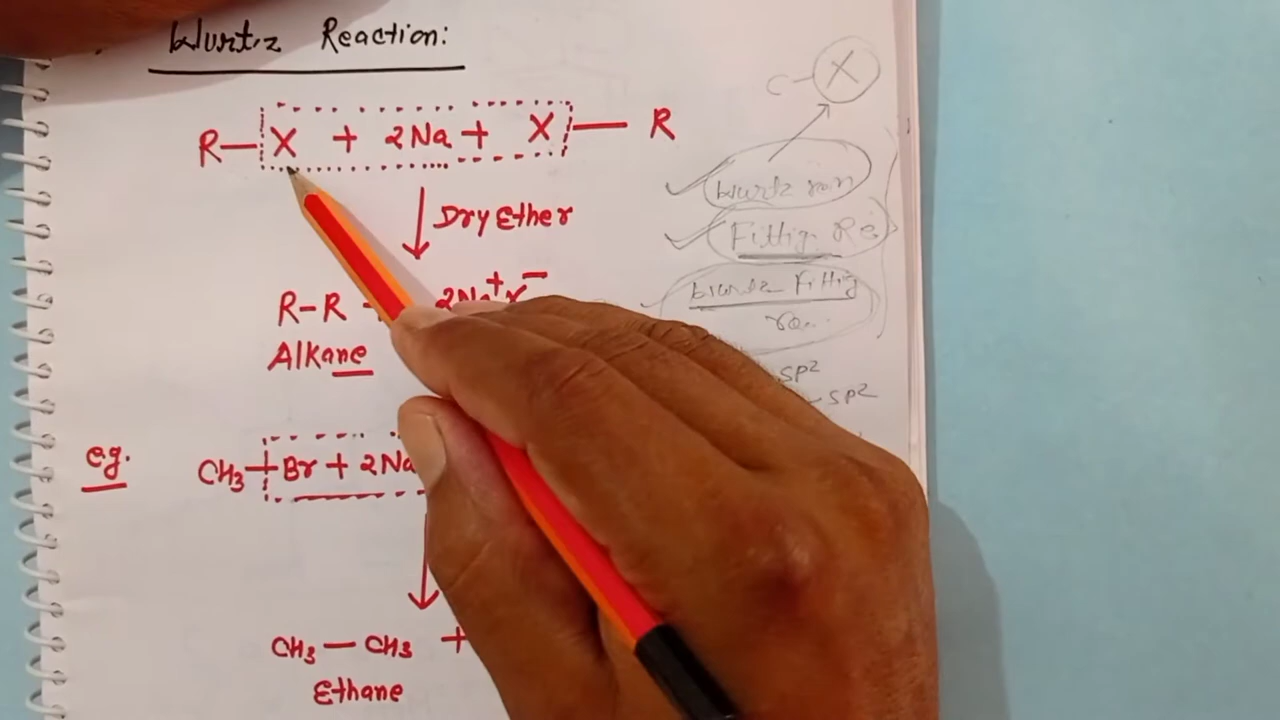 Wurtz Reaction:
R—X + 2Na + X—R
Dry Ether
R-R
Alkane
e.g.
CH3—Br + 2Na
CH3—CH3 +
Ethane
C—X
Wurtz rxn
Fittig Re
Wurtz Fittig
SP2
SP2